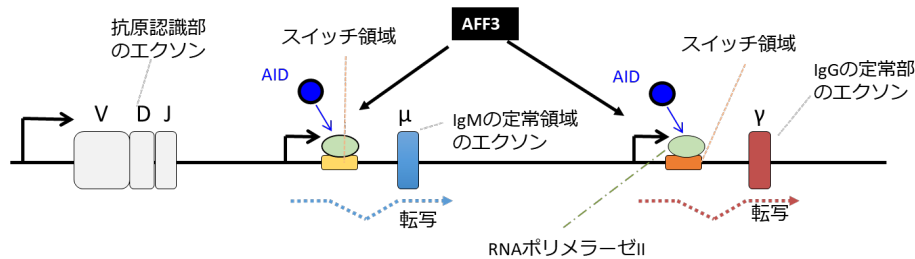 抗原認識部
のエクソン
スイッチ領域
AFF3
スイッチ領域
AID
AID
IgGの定常部
のエクソン
V
D
J
μ
IgMの定常領域
のエクソン
γ
転写
転写
RNAポリメラーゼII